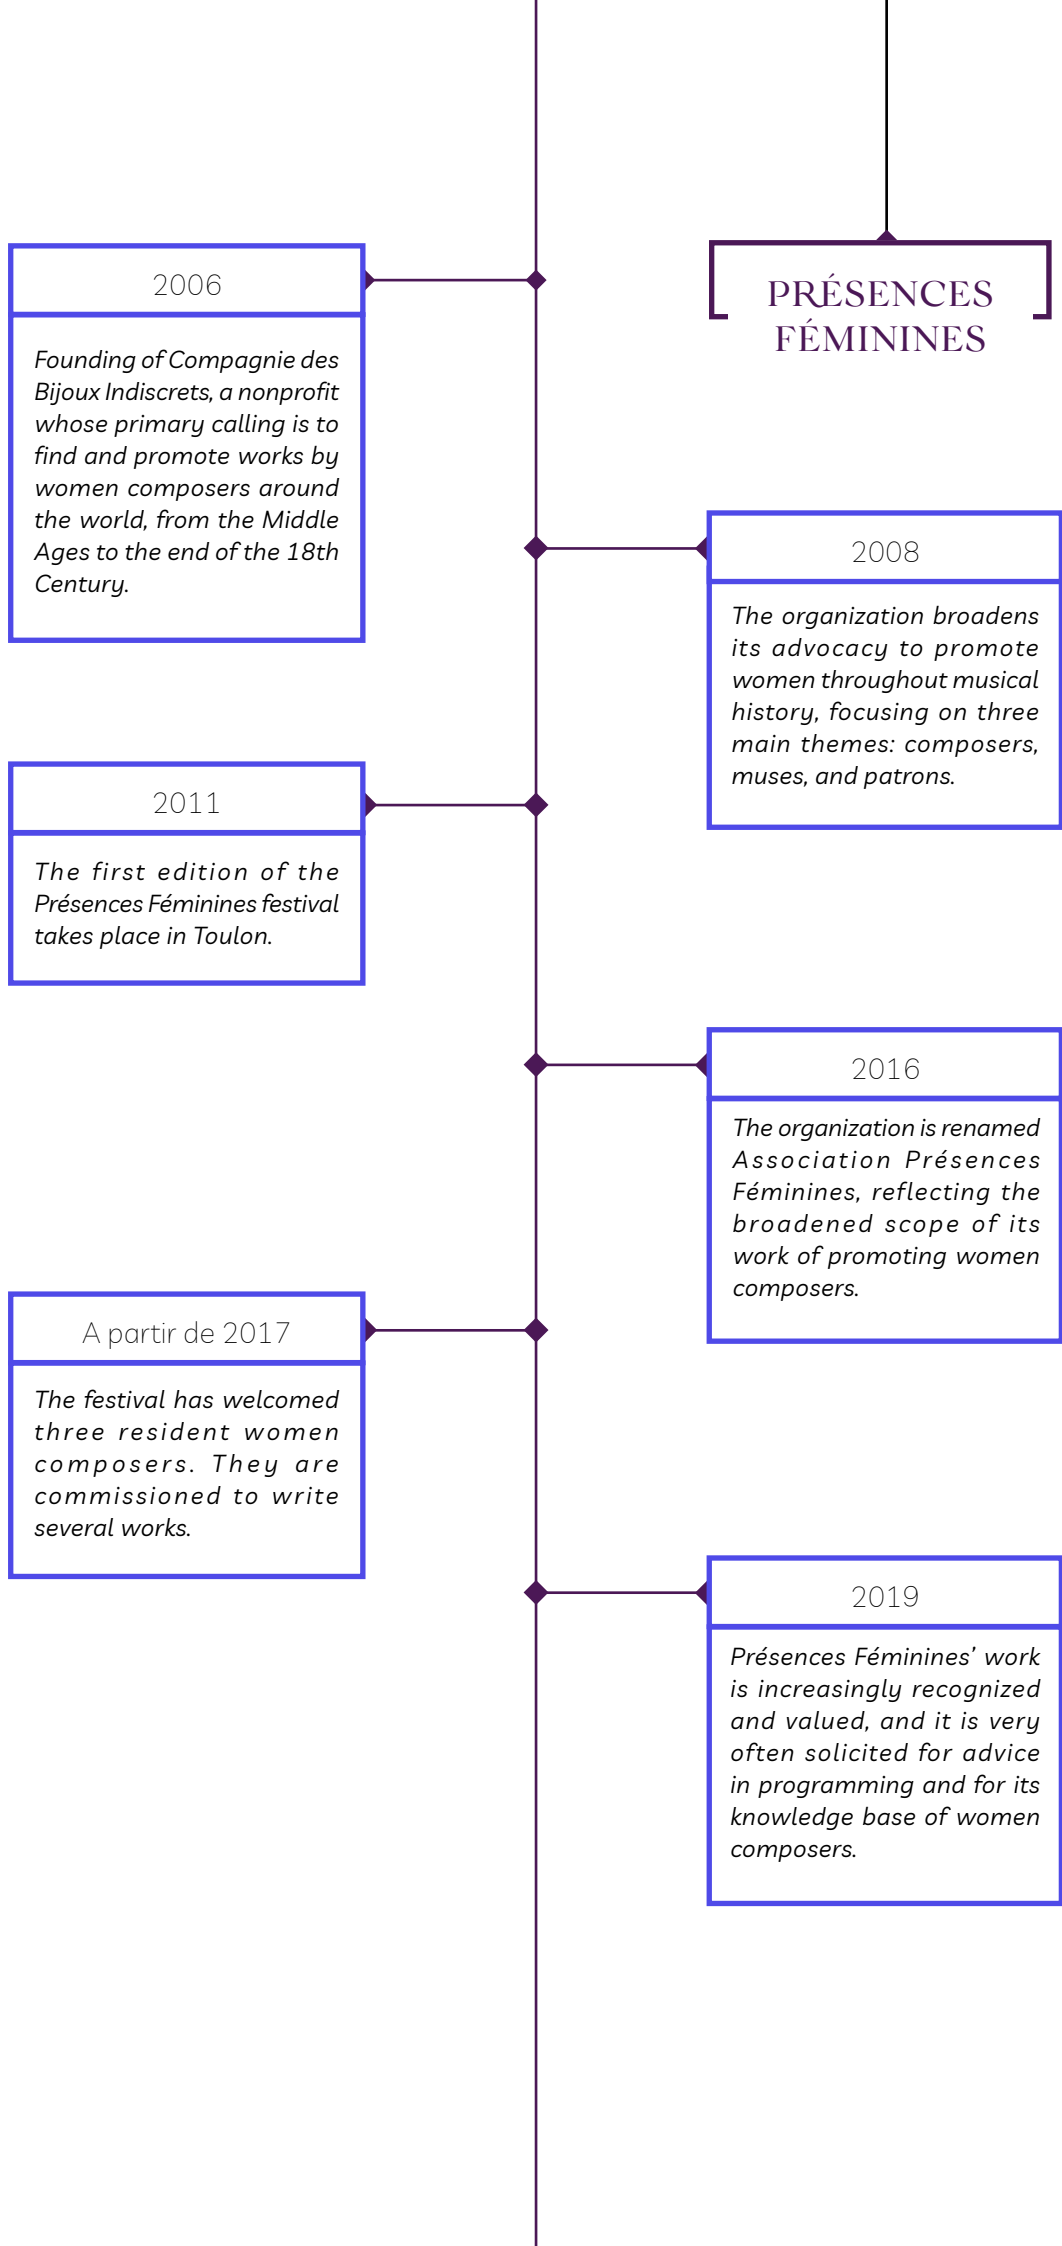 PRÉSENCES
FÉMININES
2006
Founding of Compagnie des
Bijoux Indiscrets, a nonprofit
whose primary calling is to
find and promote works by
women composers around
the world, from the Middle
Ages to the end of the 18th
Century.
2008
The organization broadens
its advocacy to promote
women throughout musical
history, focusing on three
main themes: composers,
muses, and patrons.
2011
The first edition of the
Présences Féminines festival
takes place in Toulon.
2016
The organization is renamed
Association Présences
Féminines, reflecting the
broadened scope of its
work of promoting women
composers.
A partir de 2017
The festival has welcomed
three resident women
composers. They are
commissioned to write
several works.
2019
Présences Féminines’ work
is increasingly recognized
and valued, and it is very
often solicited for advice
in programming and for its
knowledge base of women
composers.